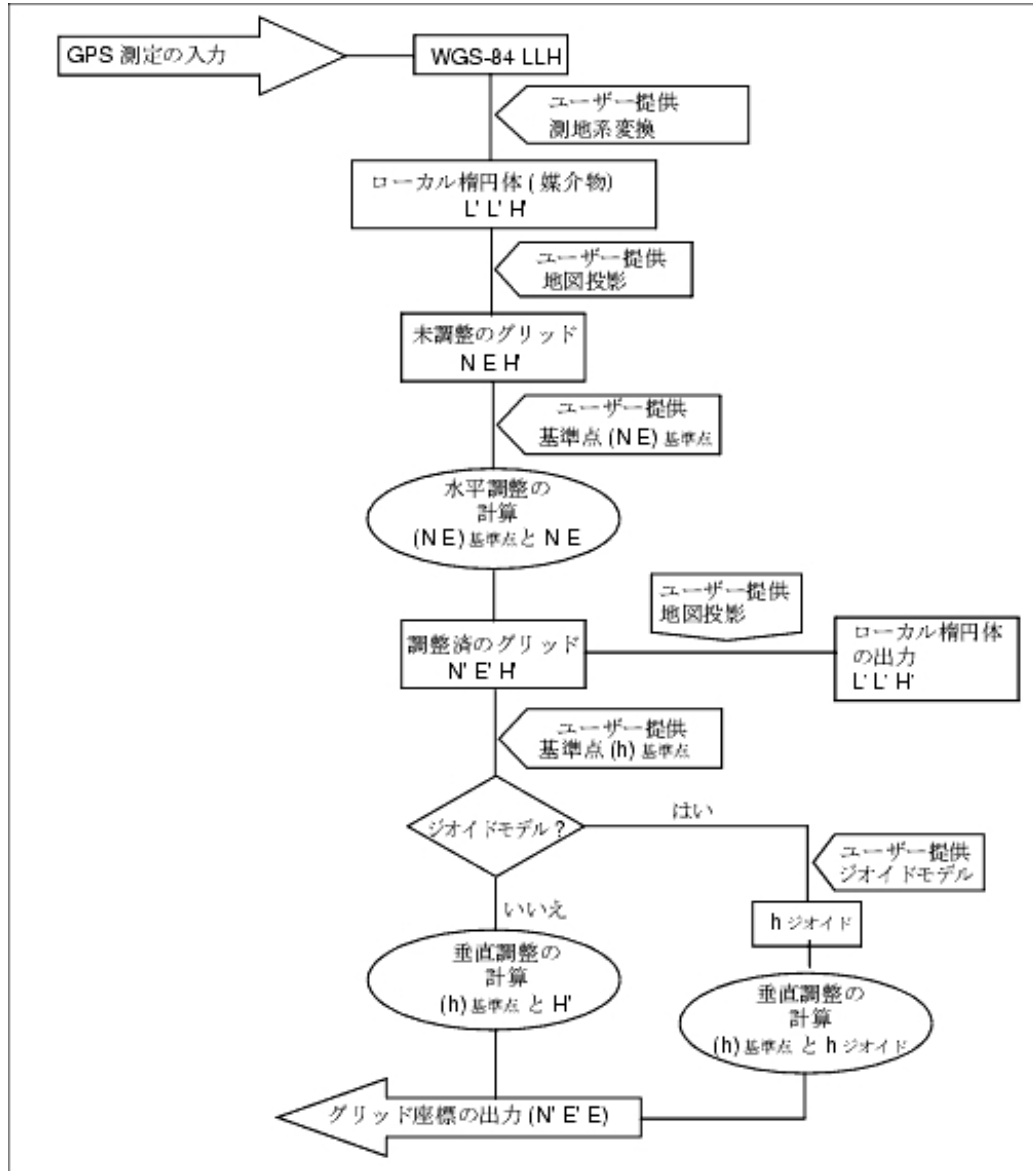 GPS 測定の入力
WGS-84 LLH
ユーザー提供
測地系変換
ローカル楕円体 ( 媒介物)
L' L' H'
ユーザー提供
地図投影
未調整のグリッド
N E H'
ユーザー提供
基準点 (N E) 基準点
水平調整の
計算
(N E) 基準点 と N E
ユーザー提供
地図投影
調整済のグリッド
N' E' H'
ローカル楕円体
の出力
L' L' H'
ユーザー提供
基準点 (h) 基準点
ジオイドモデル ?
はい
ユーザー提供
ジオイドモデル
いいえ
h ジオイド
垂直調整の
計算
(h) 基準点 と H'
垂直調整の
計算
(h) 基準点 と h ジオイド
グリッド座標の出力 (N' E' E)